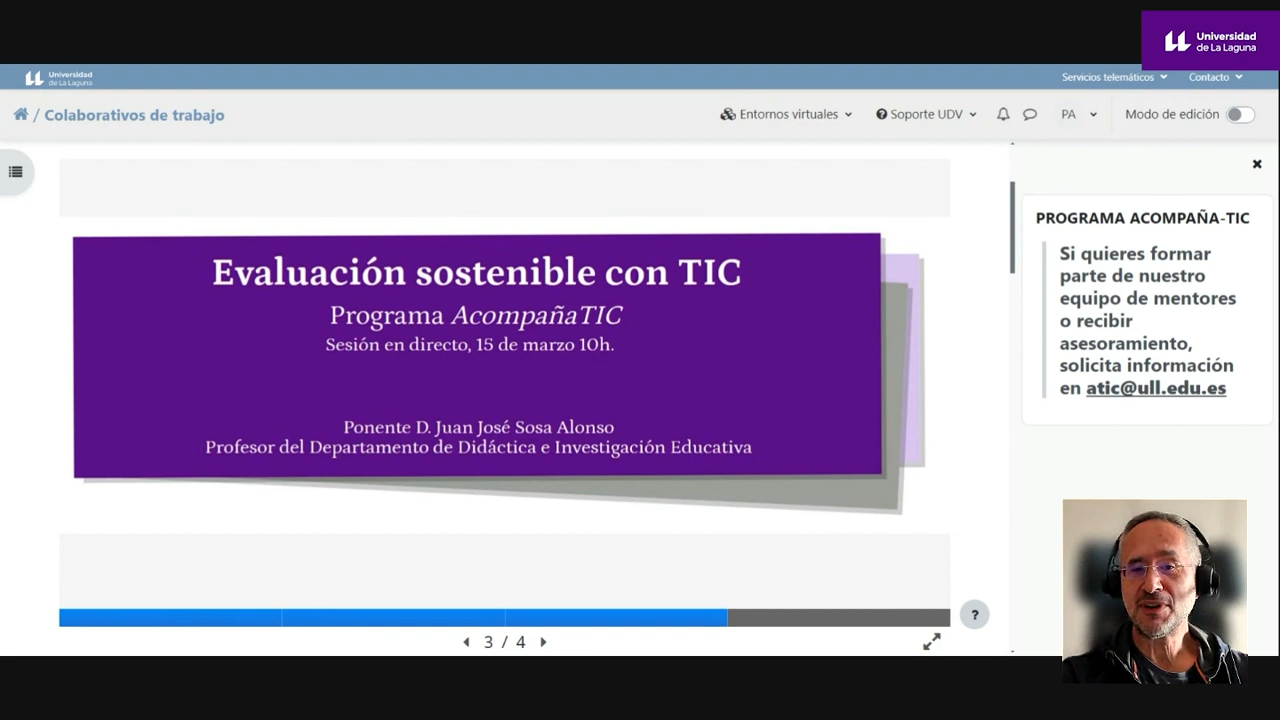 Universidad
de La Laguna
Universidad
de La Laguna
Servicios telemáticos
Contacto
/ Colaborativos de trabajo
Entornos virtuales
Soporte UDV
PA
Modo de edición
Evaluación sostenible con TIC
Programa AcompañaTIC
Sesión en directo, 15 de marzo 10h.
Ponente D. Juan José Sosa Alonso
Profesor del Departamento de Didáctica e Investigación Educativa
PROGRAMA ACOMPAÑA-TIC
Si quieres formar
parte de nuestro
equipo de mentores
o recibir
asesoramiento,
solicita información
en atic@ull.edu.es
?
3 / 4